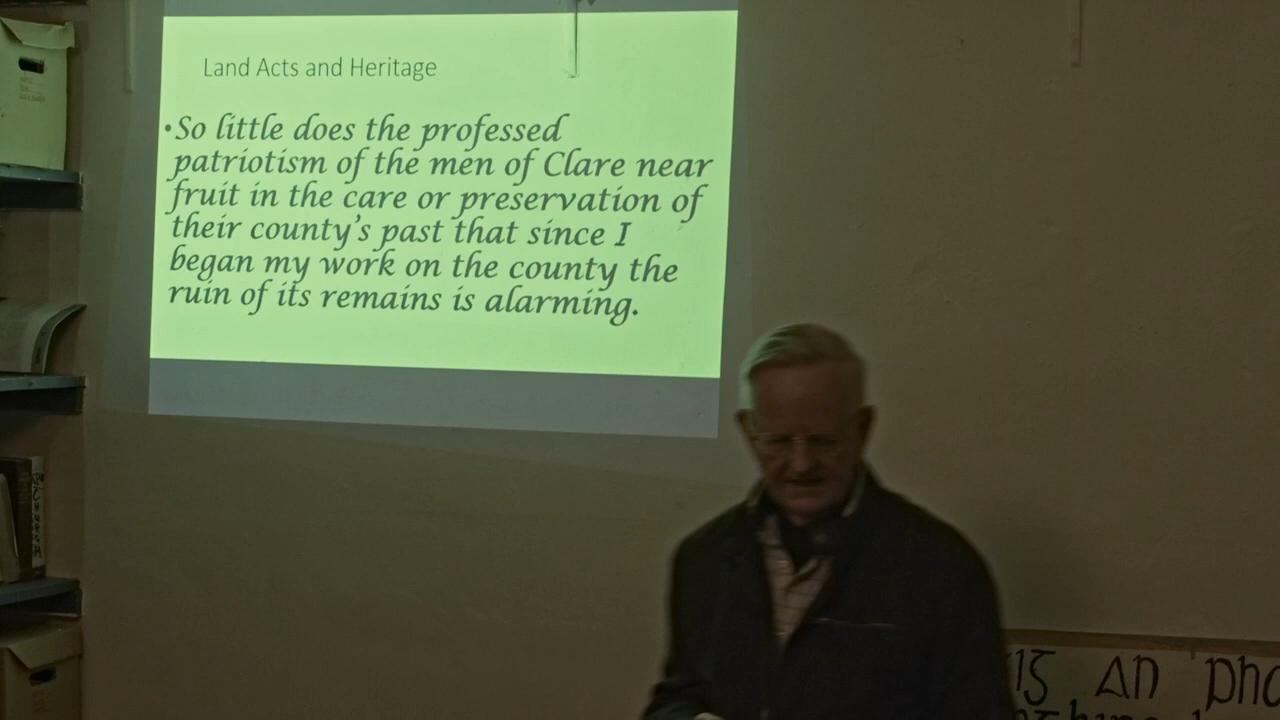 Land Acts and Heritage
•So little does the professed
patriotism of the men of Clare near
fruit in the care or preservation of
their county's past that since I
began my work on the county the
ruin of its remains is alarming.
CHURCH
AN